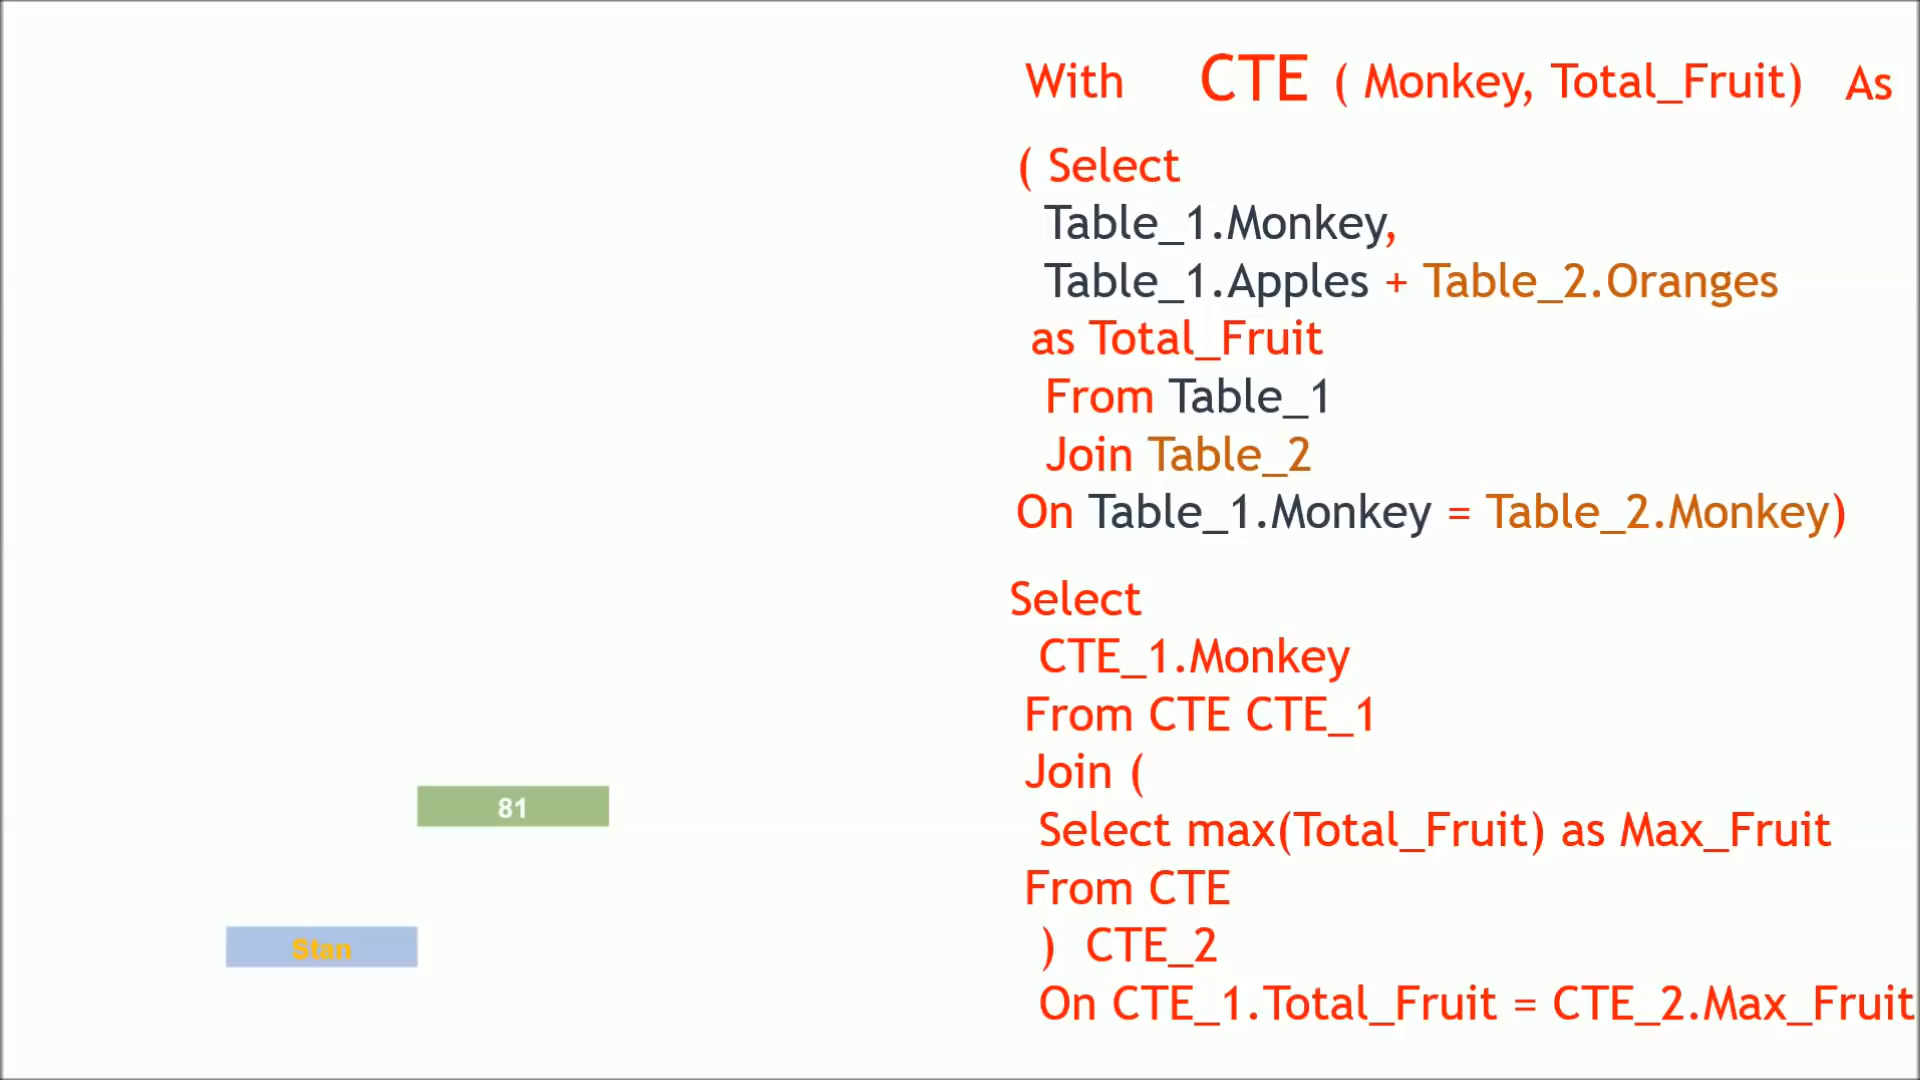 With CTE ( Monkey, Total_Fruit) As
( Select
Table_1.Monkey,
Table_1.Apples + Table_2.Oranges
as Total_Fruit
From Table_1
Join Table_2
On Table_1.Monkey = Table_2.Monkey)
Select
CTE_1.Monkey
From CTE CTE_1
Join (
Select max(Total_Fruit) as Max_Fruit
From CTE
) CTE_2
On CTE_1.Total_Fruit = CTE_2.Max_Fruit
81
Stan